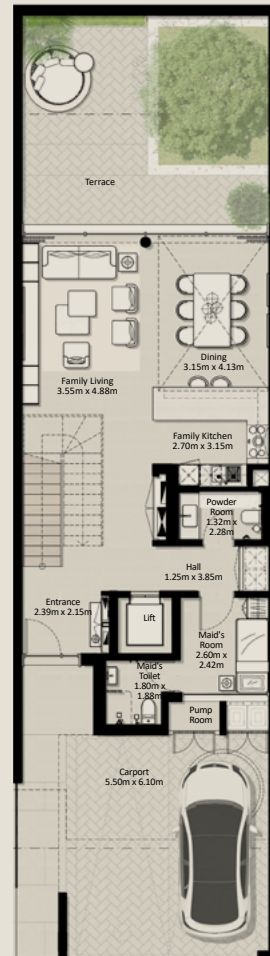 Terrace
Dining
3.15m x 4.13m
Family Living
3.55m x 4.88m
Family Kitchen
2.70m x 3.15m
Powder
Room
1.32m x
2.28m
Hall
1.25m x 3.85m
Entrance
2.39m x 2.15m
Lift
Maid's
Room
2.60m x
2.42m
Maid's
Toilet
1.80m x
1.88m
Pump
Room
Carport
5.50m x 6.10m